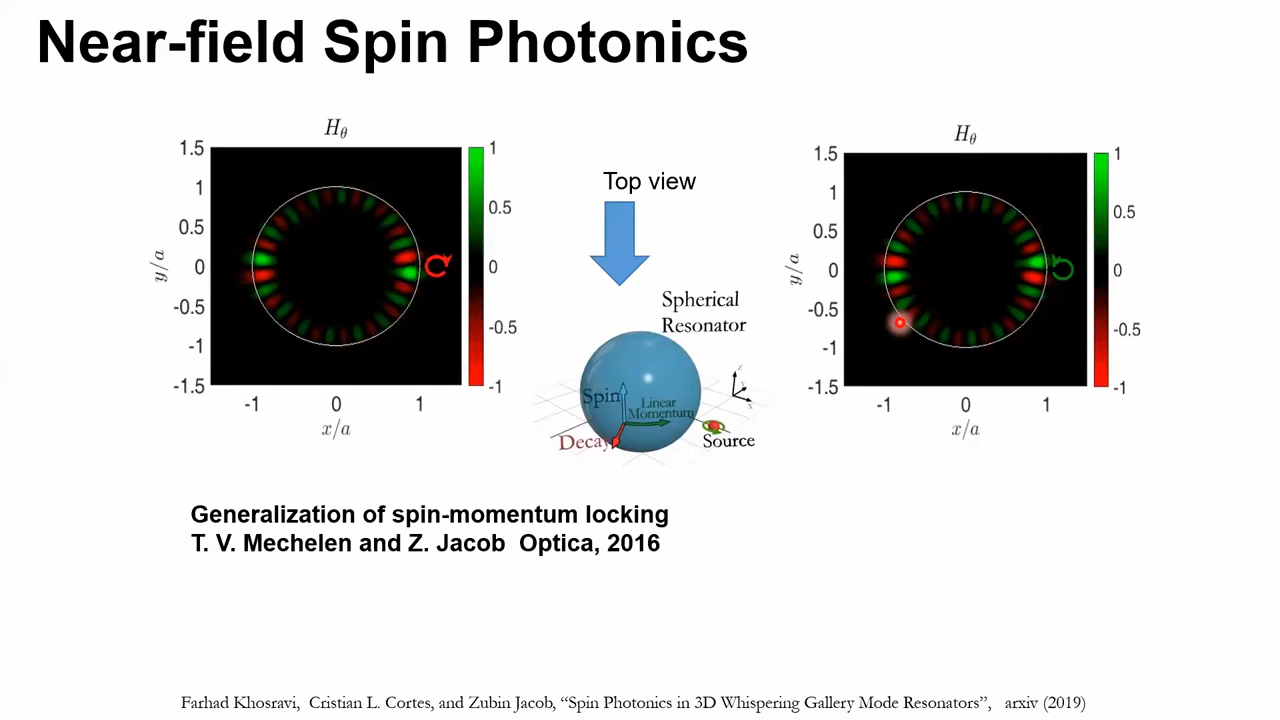 Near-field Spin Photonics
H_θ
1.5
1
0.5
0
-0.5
-1
-1.5
y/a
-1 0 1
x/a
1
0.5
0
-0.5
-1
Top view
Spherical
Resonator
Spin
Linear
Momentum
Decay
Source
z
y
x
H_θ
1.5
1
0.5
0
-0.5
-1
-1.5
y/a
-1 0 1
x/a
1
0.5
0
-0.5
-1
Generalization of spin-momentum locking
T. V. Mechelen and Z. Jacob Optica, 2016
Farhad Khosravi, Cristian L. Cortes, and Zubin Jacob, “Spin Photonics in 3D Whispering Gallery Mode Resonators”, arxiv (2019)